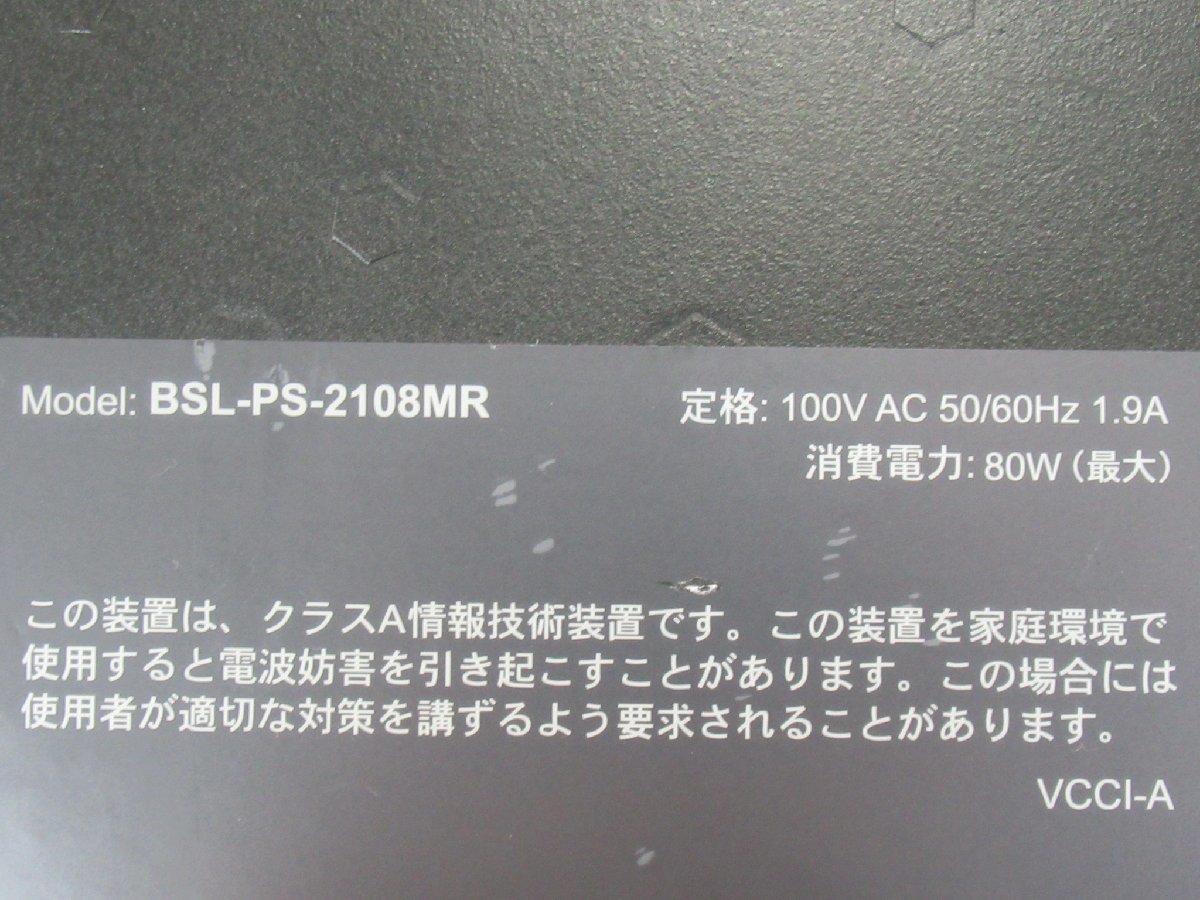 Model: BSL-PS-2108MR
定格: 100V AC 50/60Hz 1.9A
消費電力: 80W (最大)
この装置は、クラスA情報技術装置です。この装置を家庭環境で
使用すると電波妨害を引き起こすことがあります。この場合には
使用者が適切な対策を講ずるよう要求されることがあります。
VCCI-A